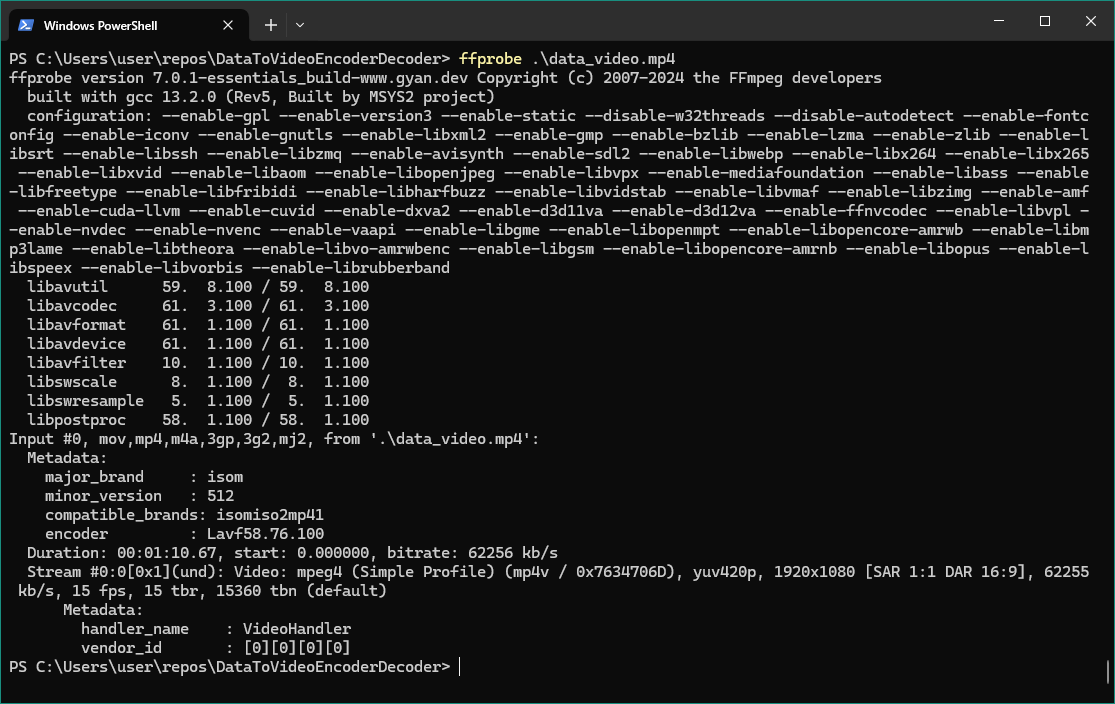 Windows PowerShell
PS C:\Users\user\repos\DataToVideoEncoderDecoder> ffprobe .\data_video.mp4
ffprobe version 7.0.1-essentials_build-www.gyan.dev Copyright (c) 2007-2024 the FFmpeg developers
  built with gcc 13.2.0 (Rev5, Built by MSYS2 project)
  configuration: --enable-gpl --enable-version3 --enable-static --disable-w32threads --disable-autodetect --enable-fontc
onfig --enable-iconv --enable-gnutls --enable-libxml2 --enable-gmp --enable-bzlib --enable-lzma --enable-zlib --enable-l
ibsrt --enable-libssh --enable-libzmq --enable-avisynth --enable-sdl2 --enable-libwebp --enable-libx264 --enable-libx265
 --enable-libxvid --enable-libaom --enable-libopenjpeg --enable-libvpx --enable-mediafoundation --enable-libass --enable
-libfreetype --enable-libfribidi --enable-libharfbuzz --enable-libvidstab --enable-libvmaf --enable-libzimg --enable-amf
 --enable-cuda-llvm --enable-cuvid --enable-dxva2 --enable-d3d11va --enable-d3d12va --enable-ffnvcodec --enable-libvpl -
-enable-nvdec --enable-nvenc --enable-vaapi --enable-libgme --enable-libopenmpt --enable-libopencore-amrwb --enable-libm
p3lame --enable-libtheora --enable-libvo-amrwbenc --enable-libgsm --enable-libopencore-amrnb --enable-libopus --enable-l
ibspeex --enable-libvorbis --enable-librubberband
  libavutil      59.  8.100 / 59.  8.100
  libavcodec     61.  3.100 / 61.  3.100
  libavformat    61.  1.100 / 61.  1.100
  libavdevice    61.  1.100 / 61.  1.100
  libavfilter    10.  1.100 / 10.  1.100
  libswscale      8.  1.100 /  8.  1.100
  libswresample   5.  1.100 /  5.  1.100
  libpostproc    58.  1.100 / 58.  1.100
Input #0, mov,mp4,m4a,3gp,3g2,mj2, from '.\data_video.mp4':
  Metadata:
    major_brand     : isom
    minor_version   : 512
    compatible_brands: isomiso2mp41
    encoder         : Lavf58.76.100
  Duration: 00:01:10.67, start: 0.000000, bitrate: 62256 kb/s
  Stream #0:0[0x1](und): Video: mpeg4 (Simple Profile) (mp4v / 0x7634706D), yuv420p, 1920x1080 [SAR 1:1 DAR 16:9], 62255
 kb/s, 15 fps, 15 tbr, 15360 tbn (default)
      Metadata:
        handler_name    : VideoHandler
        vendor_id       : [0][0][0][0]
PS C:\Users\user\repos\DataToVideoEncoderDecoder>